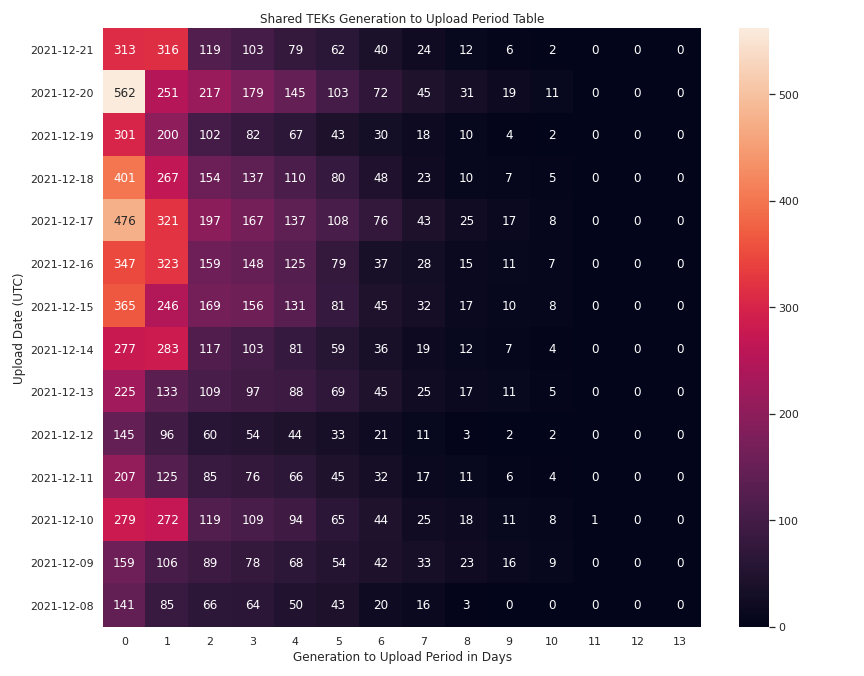 Shared TEKs Generation to Upload Period Table
2021-12-21 313 316 119 103 79 62 40 24 12 6 2 0 0 0
2021-12-20 562 251 217 179 145 103 72 45 31 19 11 0 0 0
2021-12-19 301 200 102 82 67 43 30 18 10 4 2 0 0 0
2021-12-18 401 267 154 137 110 80 48 23 10 7 5 0 0 0
2021-12-17 476 321 197 167 137 108 76 43 25 17 8 0 0 0
2021-12-16 347 323 159 148 125 79 37 28 15 11 7 0 0 0
2021-12-15 365 246 169 156 131 81 45 32 17 10 8 0 0 0
2021-12-14 277 283 117 103 81 59 36 19 12 7 4 0 0 0
2021-12-13 225 133 109 97 88 69 45 25 17 11 5 0 0 0
2021-12-12 145 96 60 54 44 33 21 11 3 2 2 0 0 0
2021-12-11 207 125 85 76 66 45 32 17 11 6 4 0 0 0
2021-12-10 279 272 119 109 94 65 44 25 18 11 8 1 0 0
2021-12-09 159 106 89 78 68 54 42 33 23 16 9 0 0 0
2021-12-08 141 85 66 64 50 43 20 16 3 0 0 0 0 0
0 1 2 3 4 5 6 7 8 9 10 11 12 13
Generation to Upload Period in Days
Upload Date (UTC)
500
400
300
200
100
0